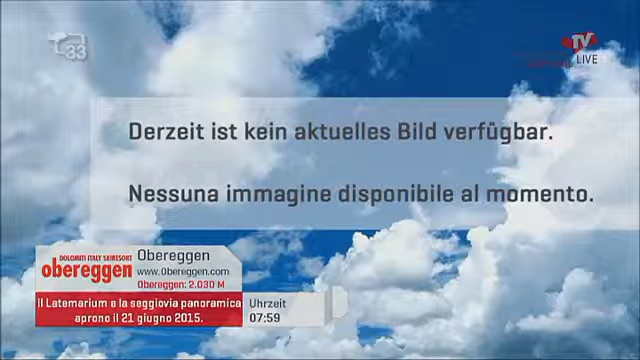 33
TV
LIVE
Derzeit ist kein aktuelles Bild verfügbar.
Nessuna immagine disponibile al momento.
DOLOMITI ITALY SKIRESORT
obereggen
Obereggen
www.Obereggen.com
Obereggen: 2.030 M
Il Latemarium e la seggiovia panoramica
aprono il 21 giugno 2015.
Uhrzeit
07:59